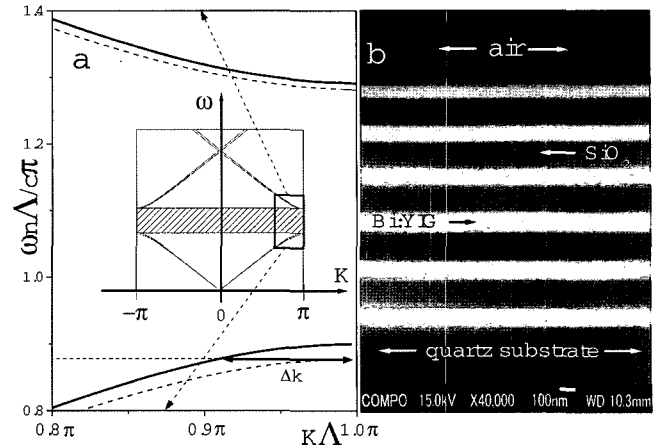 1.4
1.2
1.0
0.8
ωnΛ/cπ
a
ω
K
−π
0
π
Δk
0.8π
0.9π
1.0π
KΛ
b
air
SiO2
Bi:YIG
quartz substrate
COMPO 15.0kV X40,000 100nm WD 10.3mm